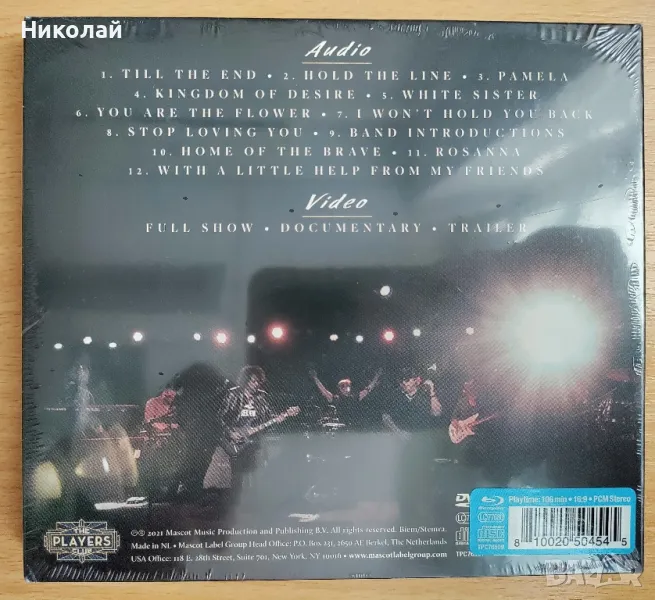 Николай
Audio
1. TILL THE END • 2. HOLD THE LINE • 3. PAMELA
4. KINGDOM OF DESIRE • 5. WHITE SISTER
6. YOU ARE THE FLOWER • 7. I WON'T HOLD YOU BACK
8. STOP LOVING YOU • 9. BAND INTRODUCTIONS
10. HOME OF THE BRAVE • 11. ROSANNA
12. WITH A LITTLE HELP FROM MY FRIENDS
Video
FULL SHOW • DOCUMENTARY • TRAILER
THE
PLAYERS
CLUB
℗© 2021 Mascot Music Production and Publishing B.V. All rights reserved. Biem/Stemra.
Made in NL • Mascot Label Group Head Office: P.O. Box 231, 2650 AE Berkel, The Netherlands
USA Office: 118 E. 28th Street, Suite 701, New York, NY 10016 • www.mascotlabelgroup.com
Playtime: 106 min • 16:9 • PCM Stereo
8 10020 50454 5
BAZAR